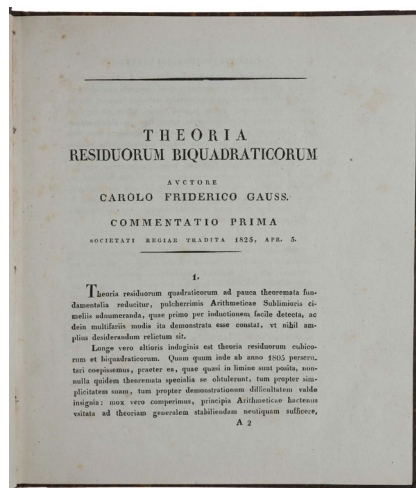 THEORIA
RESIDUORUM BIQUADRATICORUM
AVCTORE
CAROLO FRIDERICO GAUSS.
COMMENTATIO PRIMA
SOCIETATI REGIAE TRADITA 1825, APR. 5.
1.
Theoria residuorum quadraticorum ad pauca theoremata fun-
damentalia reducitur, pulcherrimis Arithmeticae Sublimioris ci-
meliis adnumeranda, quae primo per inductionem facile detecta, ac
dein multifariis modis ita demonstrata esse constat, vt nihil am-
plius desiderandum relictum sit.
Longe vero altioris indaginis est theoria residuorum cubico-
rum et biquadraticorum. Quam quum inde ab anno 1805 perscru-
tari coepissemus, praeter ea, quae quasi in limine sunt posita, non-
nulla quidem theoremata specialia se obtulerunt, tum propter sim-
plicitatem suam, tum propter demonstrationum difficultatem valde
insignia: mox vero comperimus, principia Arithmeticae hactenus
vsitata ad theoriam generalem stabiliendam neutiquam sufficere,
A 2